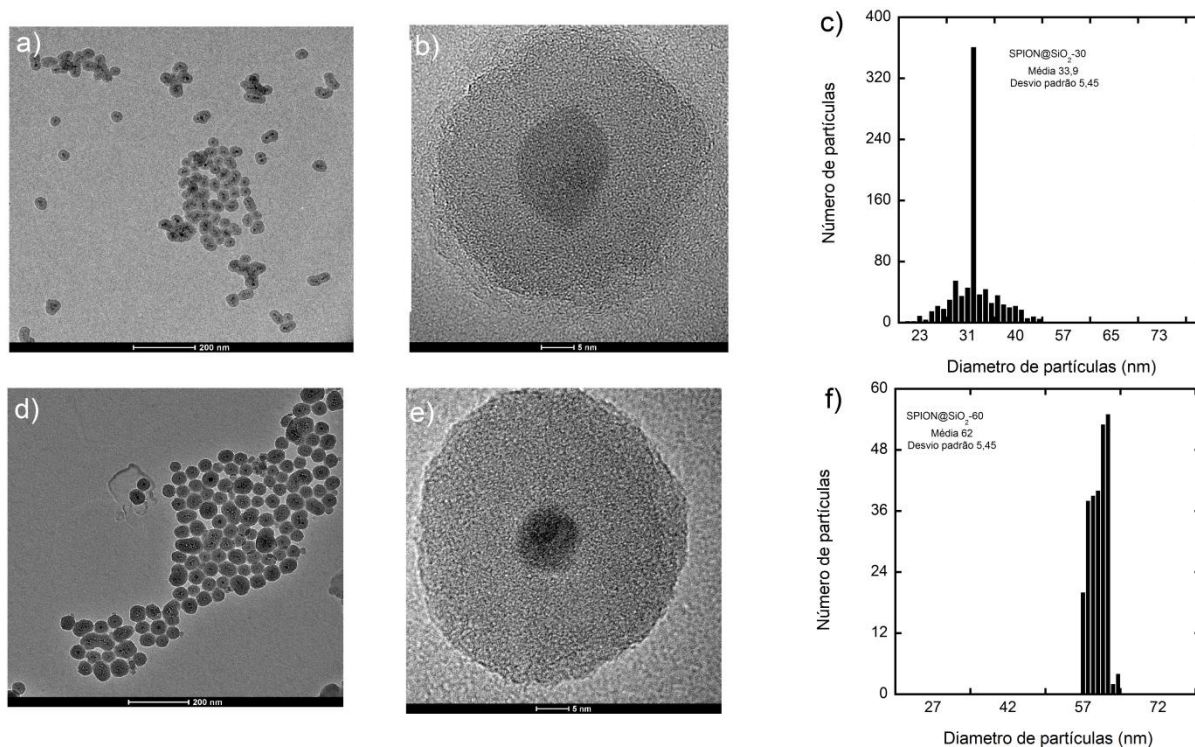 a)
200 nm
b)
5 nm
c)
400
320
240
160
80
0
Número de partículas
SPION@SiO₂-30
Média 33,9
Desvio padrão 5,45
23 31 40 57 65 73
Diametro de partículas (nm)
d)
200 nm
e)
5 nm
f)
60
48
36
24
12
0
Número de partículas
SPION@SiO₂-60
Média 62
Desvio padrão 5,45
27 42 57 72
Diametro de partículas (nm)